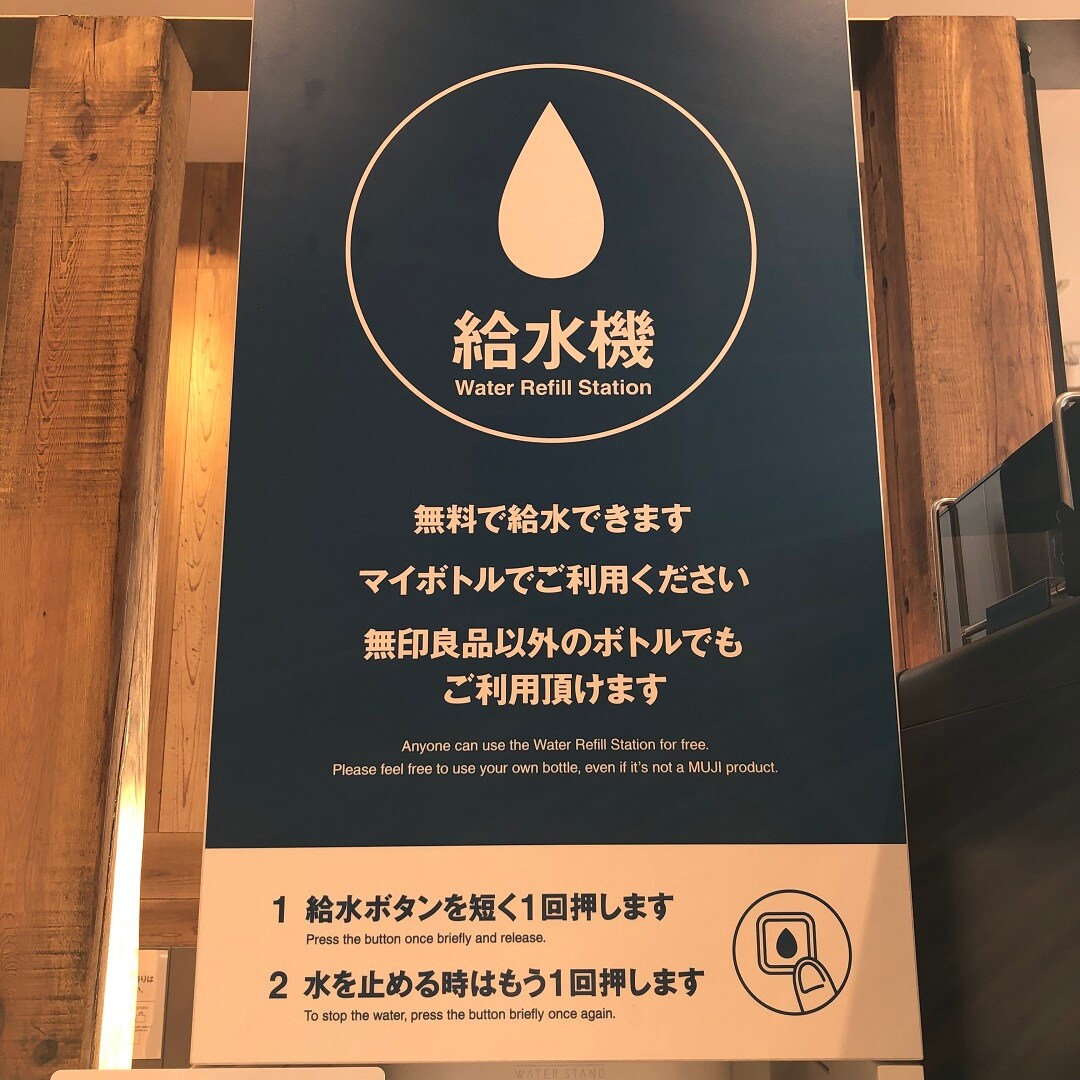 給水機
Water Refill Station
無料で給水できます
マイボトルでご利用ください
無印良品以外のボトルでも
ご利用頂けます
Anyone can use the Water Refill Station for free.
Please feel free to use your own bottle, even if it's not a MUJI product.
1 給水ボタンを短く1回押します
Press the button once briefly and release.
2 水を止める時はもう1回押します
To stop the water, press the button briefly once again.
WATER STAND